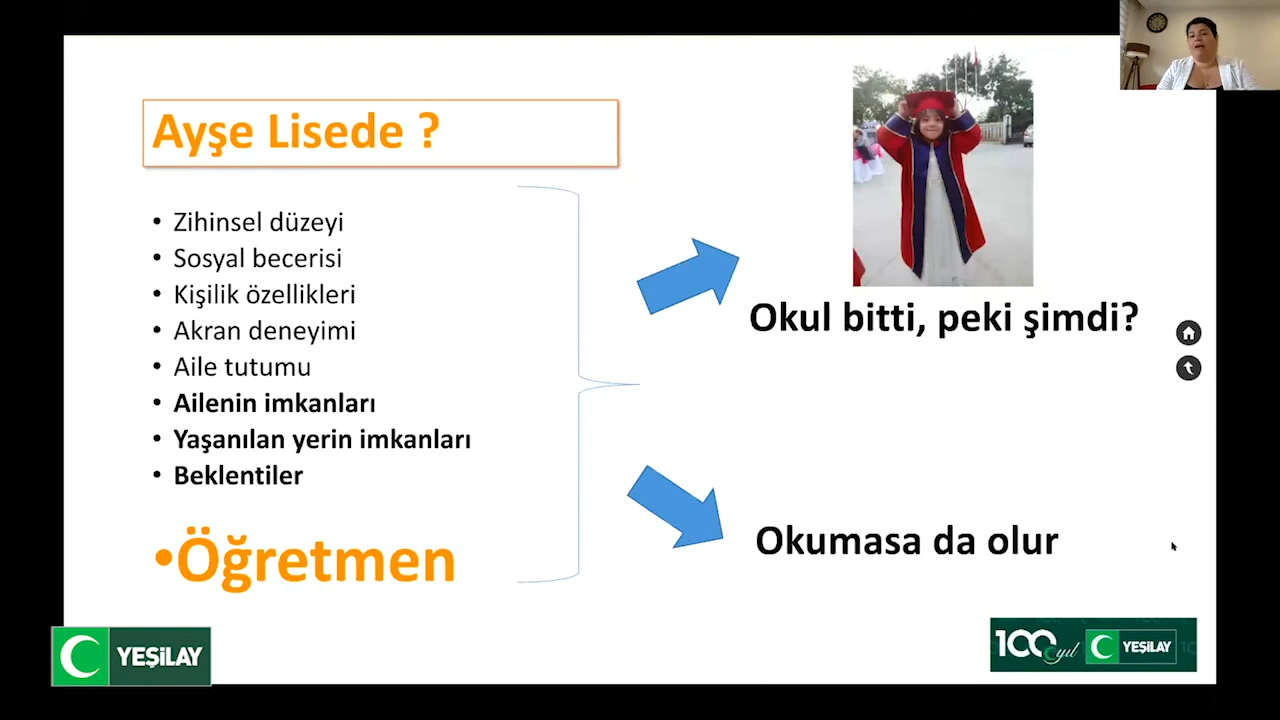 Ayşe Lisede ?
• Zihinsel düzeyi
• Sosyal becerisi
• Kişilik özellikleri
• Akran deneyimi
• Aile tutumu
• Ailenin imkanları
• Yaşanılan yerin imkanları
• Beklentiler
•Öğretmen
Okul bitti, peki şimdi?
Okumasa da olur
YEŞİLAY
100 yıl YEŞİLAY